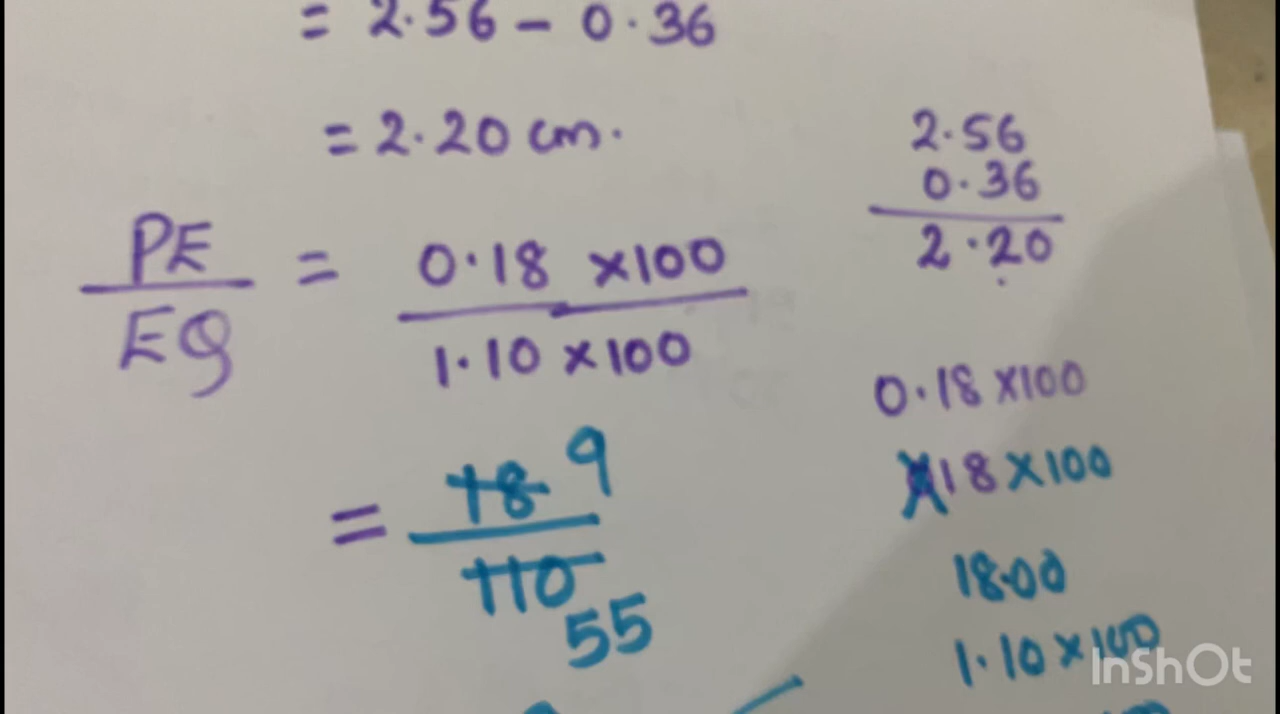 = 2.56 - 0.36
= 2.20 cm.
2.56
0.36
2.20
PE/EQ = 0.18 ×100/1.10 ×100
0.18 ×100
18 ×100
= 18 9/110 55
18.00
1.10 ×100
InShOt